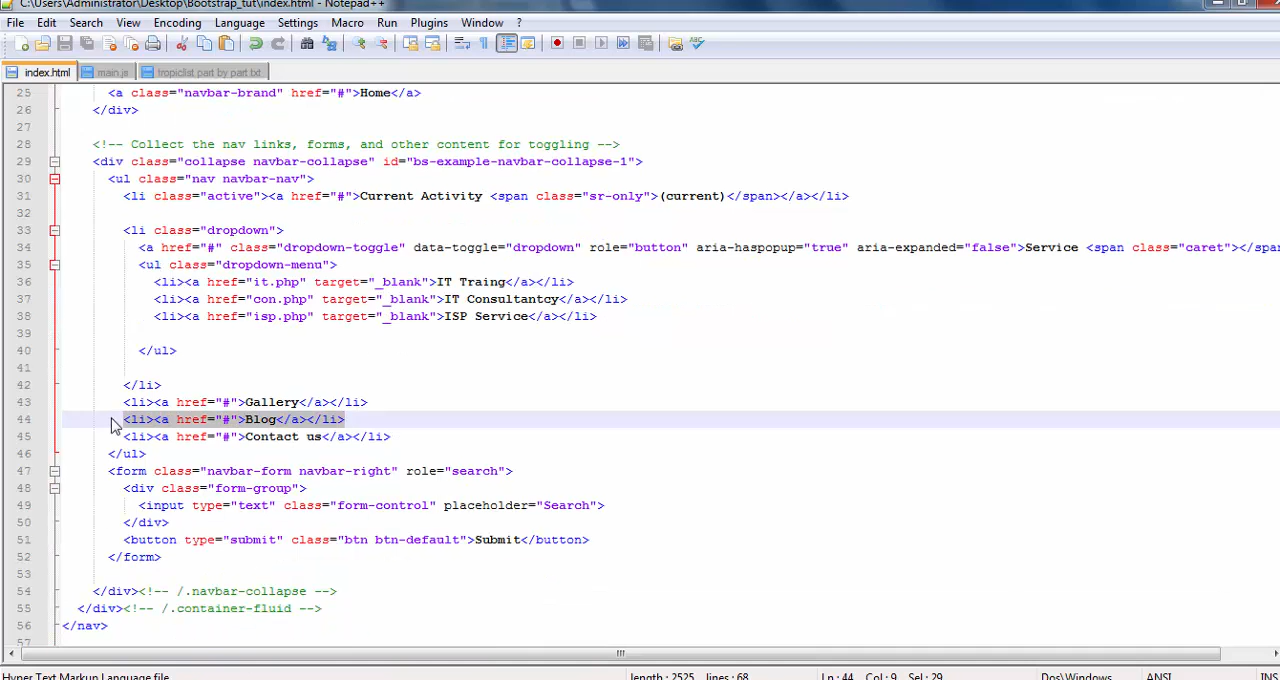 C:\Users\Administrator\Desktop\Bootstrap_tut\index.html - Notepad++
File Edit Search View Encoding Language Settings Macro Run Plugins Window ?
index.html main.js tropiclist part by part.txt
25 <a class="navbar-brand" href="#">Home</a>
26 </div>
27
28 <!-- Collect the nav links, forms, and other content for toggling -->
29 <div class="collapse navbar-collapse" id="bs-example-navbar-collapse-1">
30 <ul class="nav navbar-nav">
31 <li class="active"><a href="#">Current Activity <span class="sr-only">(current)</span></a></li>
32
33 <li class="dropdown">
34 <a href="#" class="dropdown-toggle" data-toggle="dropdown" role="button" aria-haspopup="true" aria-expanded="false">Service <span class="caret"></sp
35 <ul class="dropdown-menu">
36 <li><a href="it.php" target="_blank">IT Traing</a></li>
37 <li><a href="con.php" target="_blank">IT Consultantcy</a></li>
38 <li><a href="isp.php" target="_blank">ISP Service</a></li>
39
40 </ul>
41
42 </li>
43 <li><a href="#">Gallery</a></li>
44 <li><a href="#">Blog</a></li>
45 <li><a href="#">Contact us</a></li>
46 </ul>
47 <form class="navbar-form navbar-right" role="search">
48 <div class="form-group">
49 <input type="text" class="form-control" placeholder="Search">
50 </div>
51 <button type="submit" class="btn btn-default">Submit</button>
52 </form>
53
54 </div><!-- /.navbar-collapse -->
55 </div><!-- /.container-fluid -->
56 </nav>
57
Hyper Text Markup Language file length : 2525 lines : 68 Ln : 44 Col : 9 Sel : 29 Dos\Windows ANSI INS